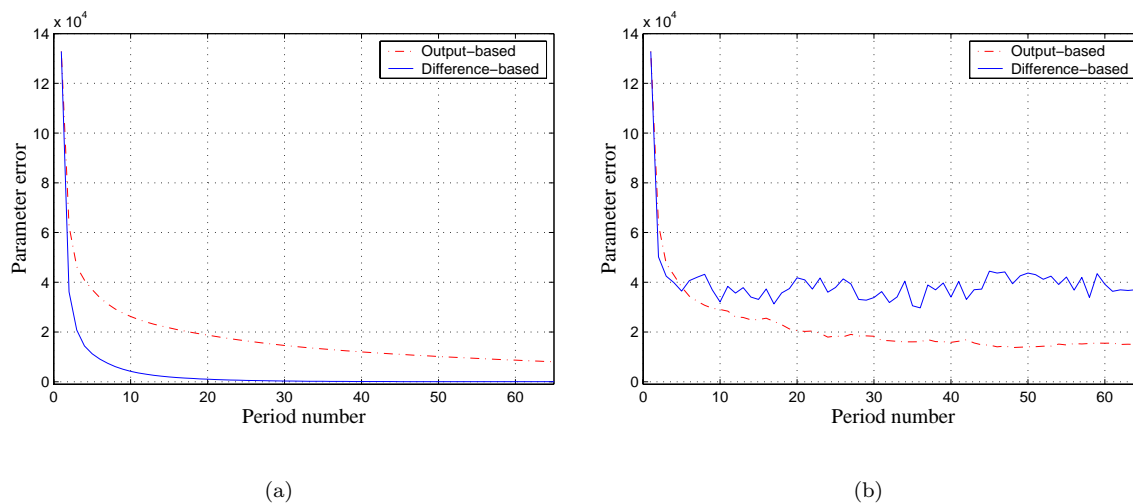 x 10^4
14
12
10
8
6
4
2
0
Parameter error
0 10 20 30 40 50 60
Period number
Output−based
Difference−based
(a)
x 10^4
14
12
10
8
6
4
2
0
Parameter error
0 10 20 30 40 50 60
Period number
Output−based
Difference−based
(b)